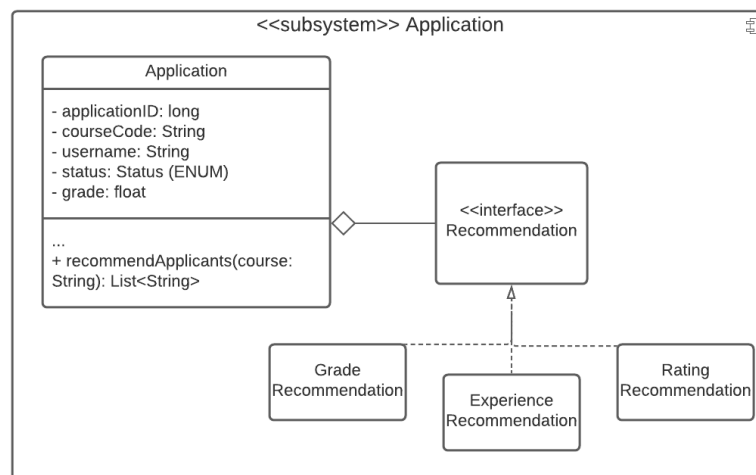 <<subsystem>> Application
Application
- applicationID: long
- courseCode: String
- username: String
- status: Status (ENUM)
- grade: float
...
+ recommendApplicants(course:
String): List<String>
<<interface>>
Recommendation
Grade
Recommendation
Experience
Recommendation
Rating
Recommendation